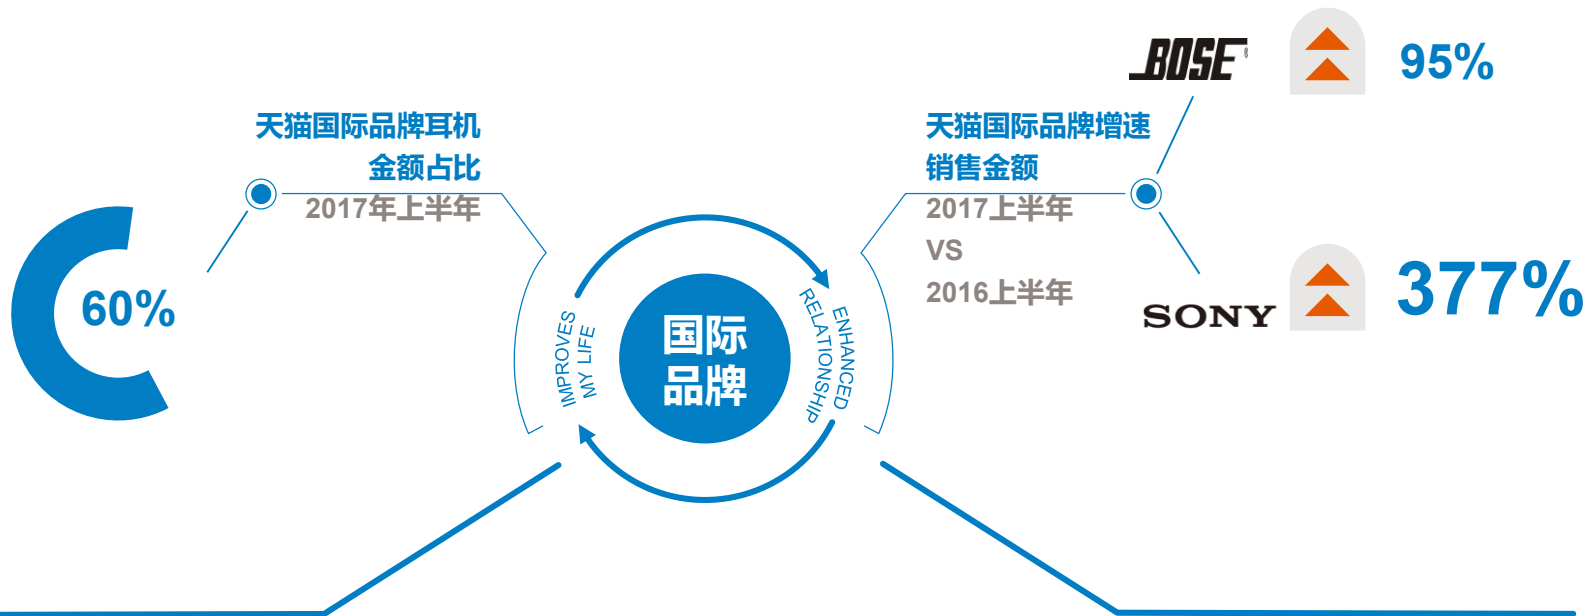 天猫国际品牌耳机
金额占比
2017年上半年
60%
IMPROVES
MY LIFE
国际
品牌
ENHANCED
RELATIONSHIP
天猫国际品牌增速
销售金额
2017上半年
VS
2016上半年
BOSE
95%
SONY
377%